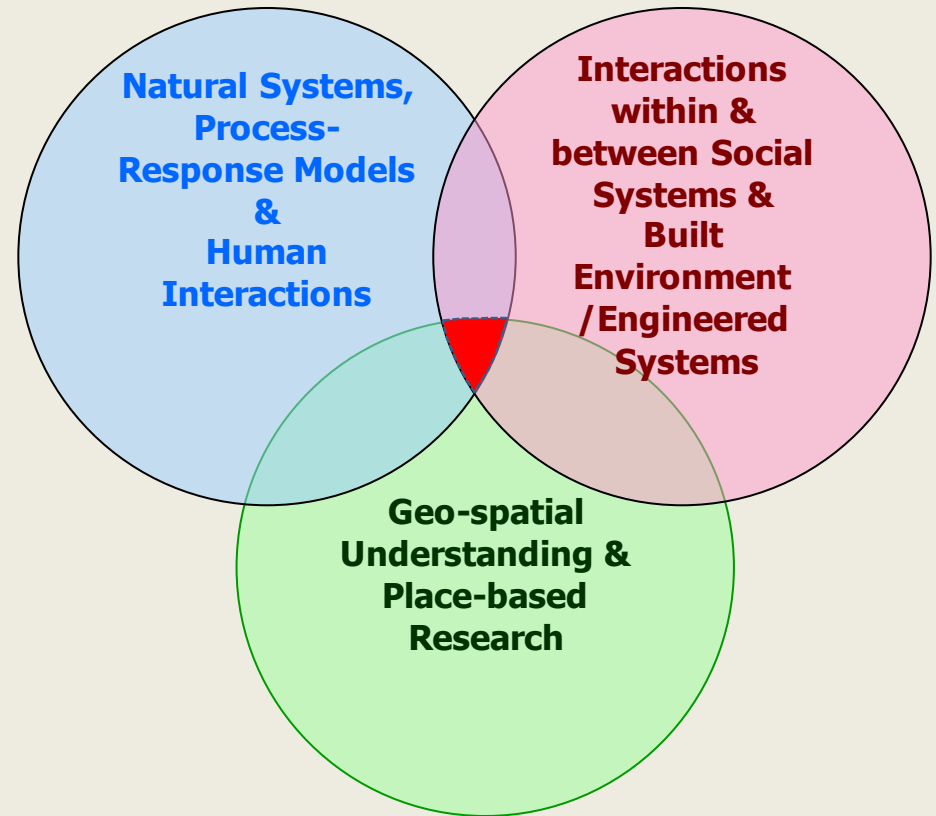 Natural Systems,
Process-
Response Models
&
Human
Interactions
Interactions
within &
between Social
Systems &
Built
Environment
/Engineered
Systems
Geo-spatial
Understanding &
Place-based
Research